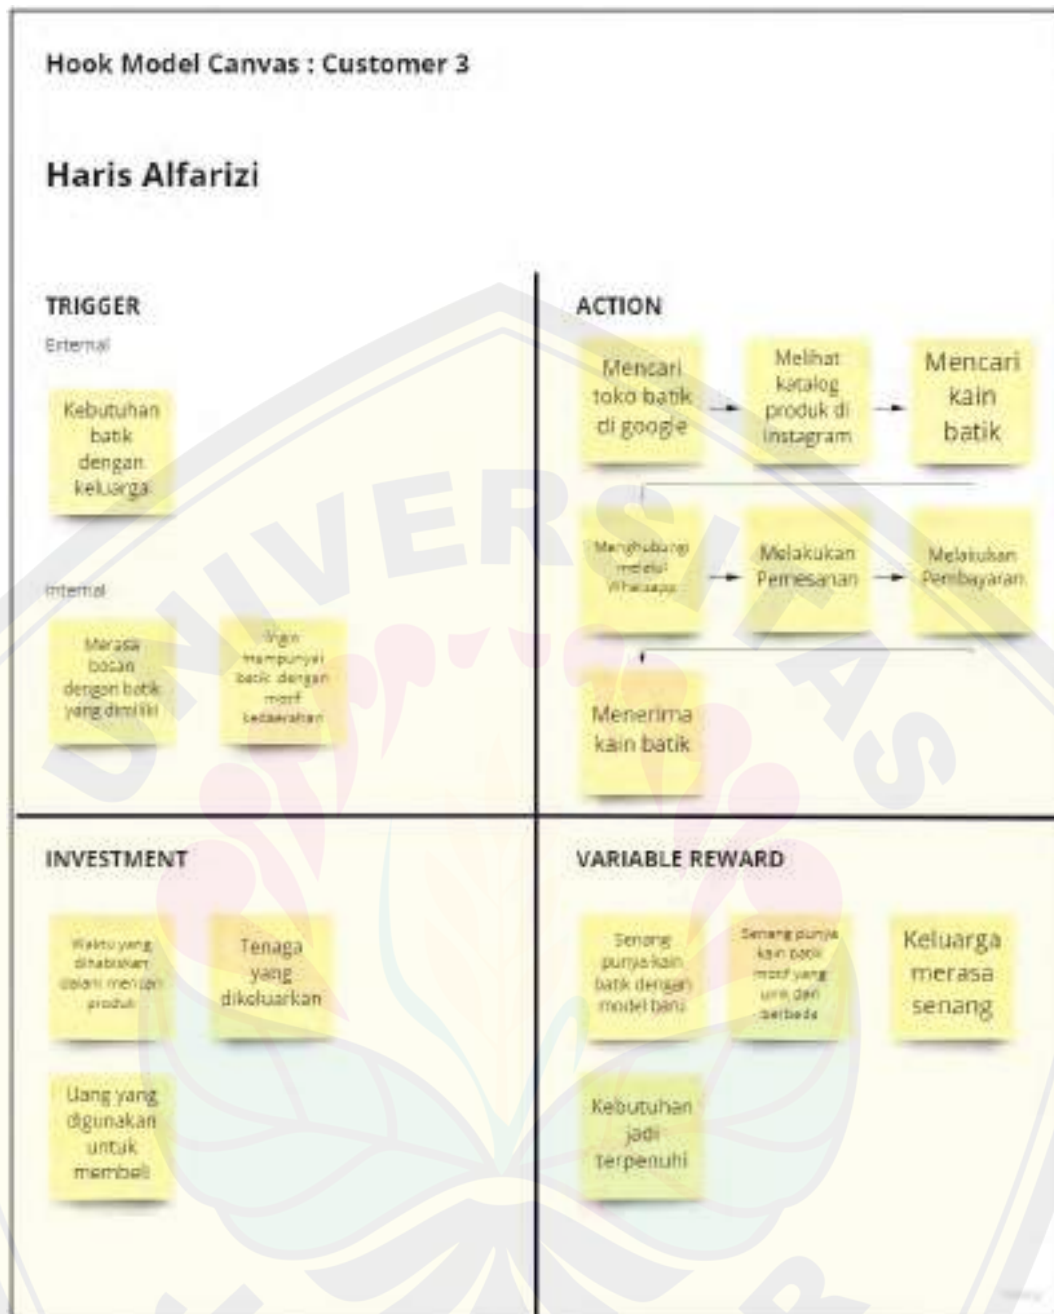 Hook Model Canvas : Customer 3
Haris Alfarizi
TRIGGER
External
Kebutuhan
batik
dengan
keluarga
Internal
Merasa
bosan
dengan batik
yang dimiliki
Ingin
mempunyai
batik dengan
motif
kedaerahan
ACTION
Mencari
toko batik
di google
Melihat
katalog
produk di
Instagram
Mencari
kain
batik
Menghubungi
melalui
Whatsapp
Melakukan
Pemesanan
Melakukan
Pembayaran
Menerima
kain batik
INVESTMENT
Waktu yang
dihabiskan
dalam mencari
produk
Tenaga
yang
dikeluarkan
Uang yang
digunakan
untuk
membeli
VARIABLE REWARD
Senang
punya kain
batik dengan
model baru
Senang punya
kain batik
motif yang
unik dan
berbeda
Keluarga
merasa
senang
Kebutuhan
jadi
terpenuhi
UNIVERSITAS